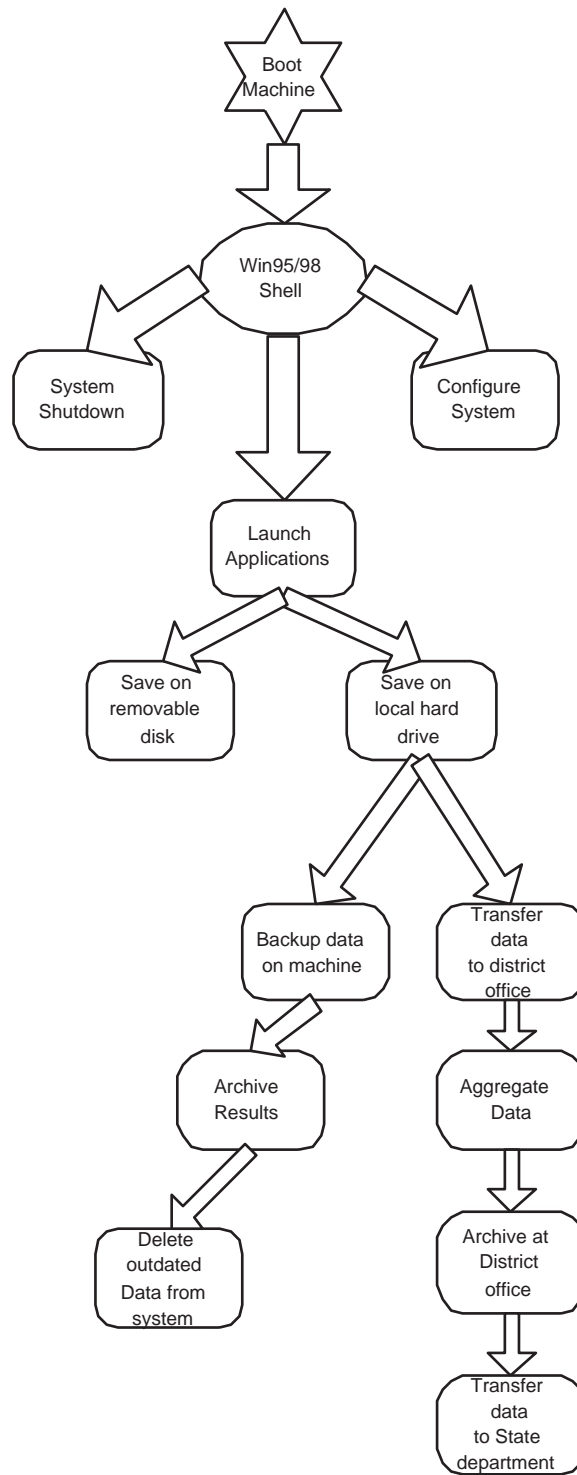 Boot
Machine
Win95/98
Shell
System
Shutdown
Configure
System
Launch
Applications
Save on
removable
disk
Save on
local hard
drive
Backup data
on machine
Transfer
data
to district
office
Archive
Results
Aggregate
Data
Delete
outdated
Data from
system
Archive at
District
office
Transfer
data
to State
department